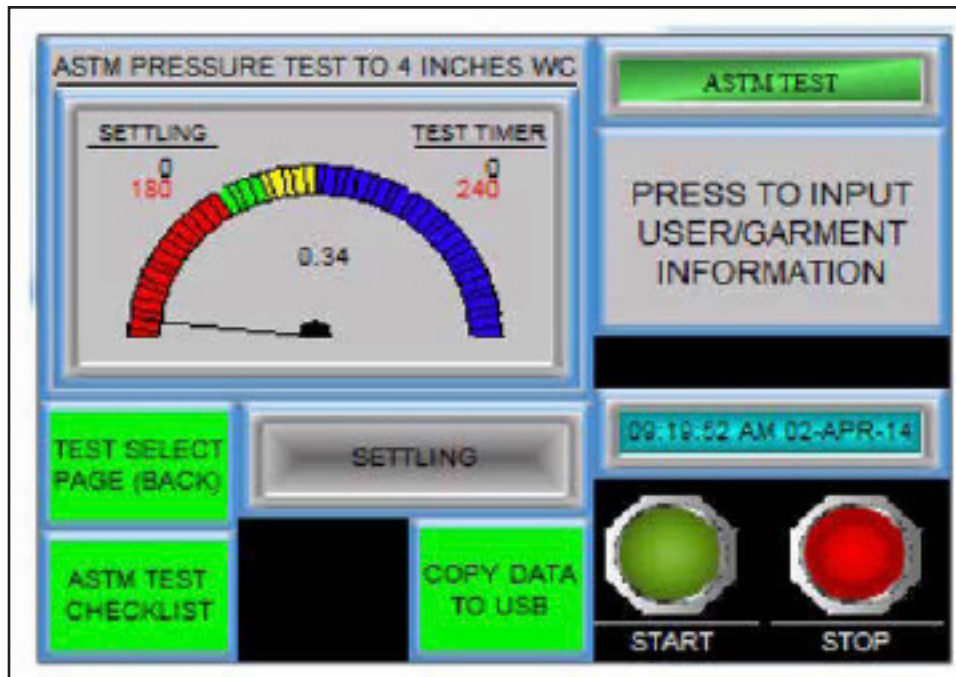 ASTM PRESSURE TEST TO 4 INCHES WC
SETTLING
0
180
TEST TIMER
0
240
0.34
ASTM TEST
PRESS TO INPUT
USER/GARMENT
INFORMATION
09:19:52 AM 02-APR-14
TEST SELECT
PAGE (BACK)
SETTLING
ASTM TEST
CHECKLIST
COPY DATA
TO USB
START
STOP